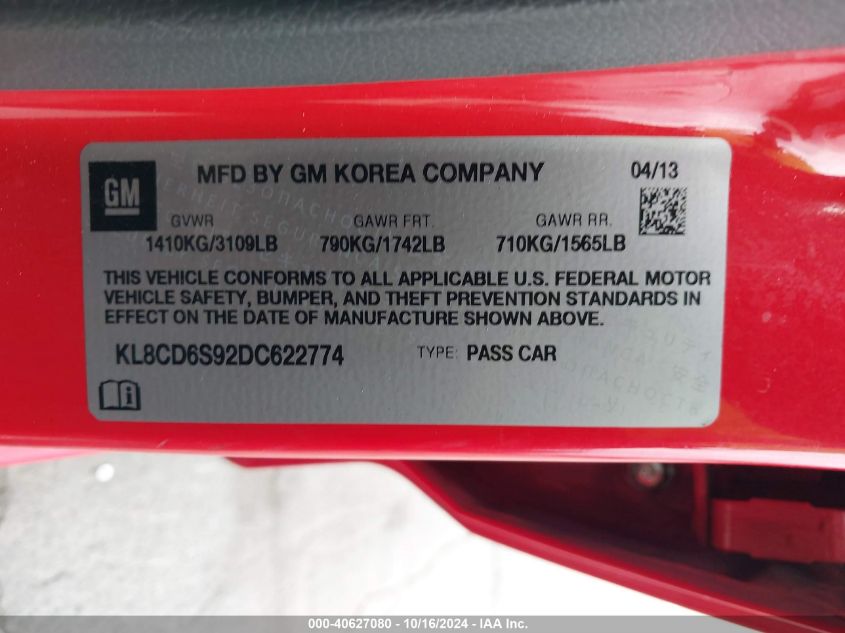 GM
MFD BY GM KOREA COMPANY
04/13
GVWR GAWR FRT. GAWR RR.
1410KG/3109LB 790KG/1742LB 710KG/1565LB
THIS VEHICLE CONFORMS TO ALL APPLICABLE U.S. FEDERAL MOTOR
VEHICLE SAFETY, BUMPER, AND THEFT PREVENTION STANDARDS IN
EFFECT ON THE DATE OF MANUFACTURE SHOWN ABOVE.
KL8CD6S92DC622774 TYPE: PASS CAR
000-40627080 - 10/16/2024 - IAA Inc.